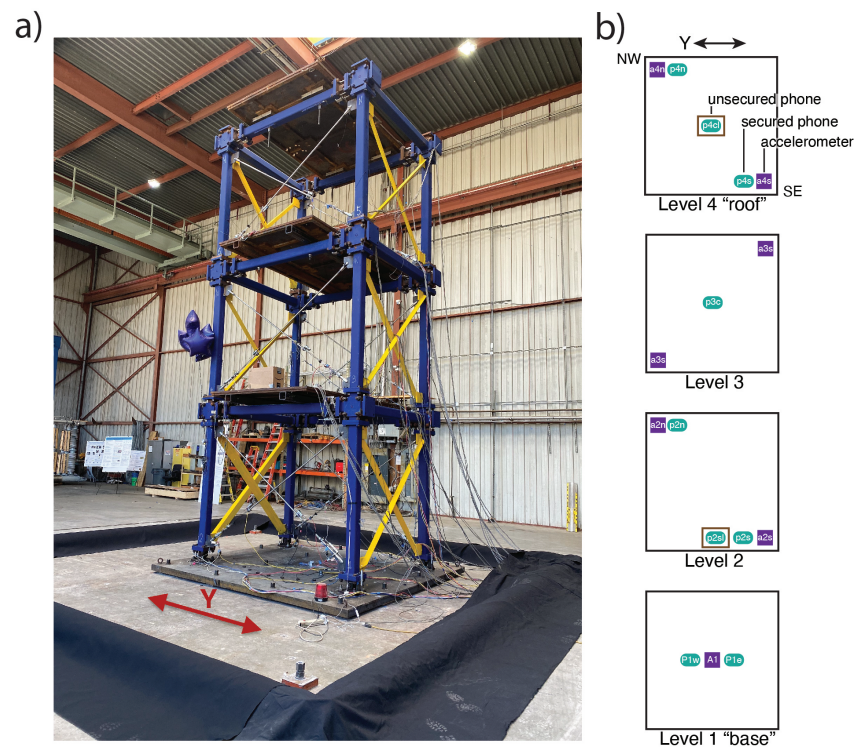 a)
Y
b)
Y
NW
a4n p4n
unsecured phone
p4cl
secured phone
accelerometer
p4s a4s
SE
Level 4 "roof"
a3s
p3c
a3s
Level 3
a2n p2n
p2sl p2s a2s
Level 2
P1w A1 P1e
Level 1 "base"